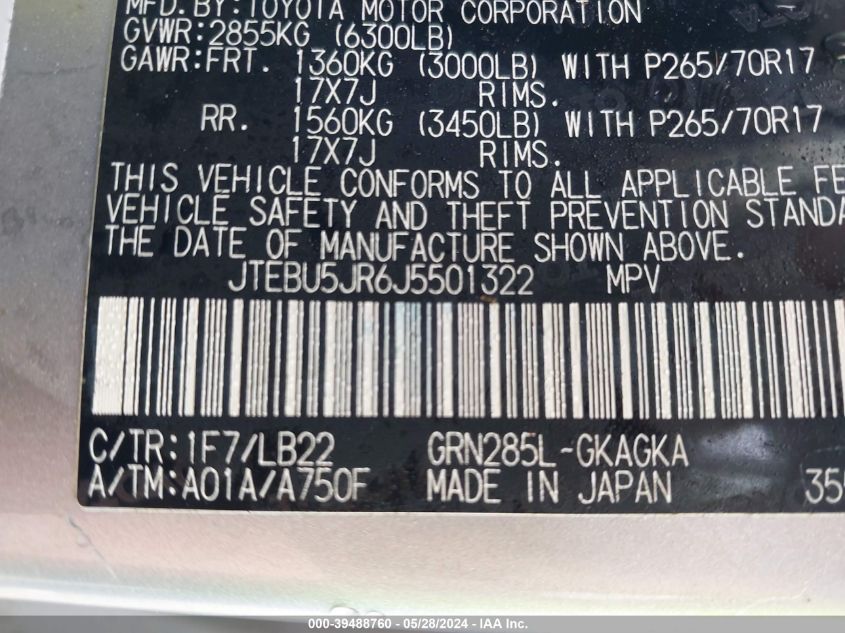 MFD. BY: TOYOTA MOTOR CORPORATION
GVWR: 2855KG (6300LB)
GAWR: FRT. 1360KG (3000LB) WITH P265/70R17
17X7J RIMS.
RR. 1560KG (3450LB) WITH P265/70R17
17X7J RIMS.
THIS VEHICLE CONFORMS TO ALL APPLICABLE FE
VEHICLE SAFETY AND THEFT PREVENTION STANDA
THE DATE OF MANUFACTURE SHOWN ABOVE.
JTEBU5JR6J5501322 MPV
C/TR: 1F7/LB22 GRN285L-GKAGKA
A/TM: A01A/A750F MADE IN JAPAN 35
Stock: 39488760 / 05/28/2024 - IAA Inc.